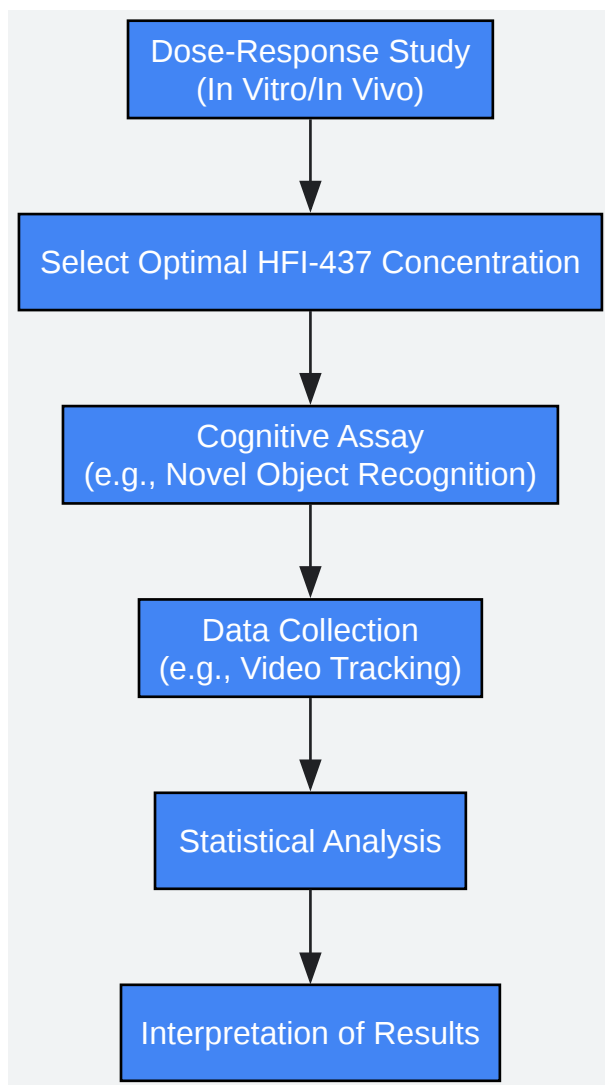 Dose-Response Study
(In Vitro/In Vivo)
Select Optimal HFI-437 Concentration
Cognitive Assay
(e.g., Novel Object Recognition)
Data Collection
(e.g., Video Tracking)
Statistical Analysis
Interpretation of Results